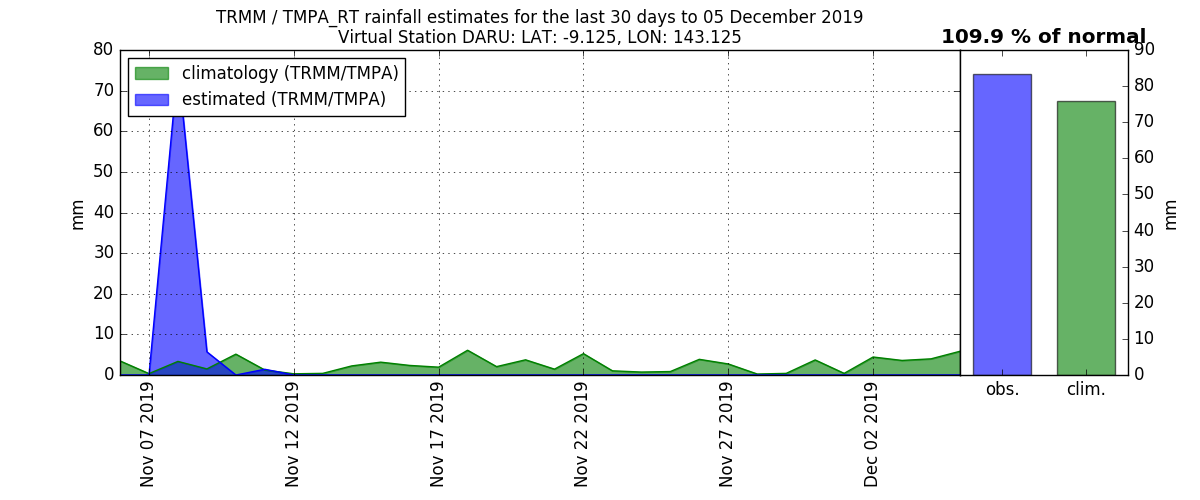 TRMM / TMPA_RT rainfall estimates for the last 30 days to 05 December 2019
Virtual Station DARU: LAT: -9.125, LON: 143.125
109.9 % of normal
climatology (TRMM/TMPA)
estimated (TRMM/TMPA)
80
70
60
50
40
30
20
10
0
mm
Nov 07 2019
Nov 12 2019
Nov 17 2019
Nov 22 2019
Nov 27 2019
Dec 02 2019
90
80
70
60
50
40
30
20
10
0
mm
obs.
clim.